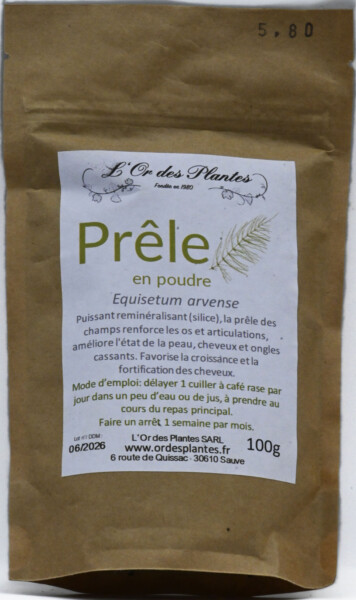 5.80
L'Or des Plantes
Fondée en 1980
Prêle
en poudre
Equisetum arvense
Puissant reminéralisant (silice), la prêle des
champs renforce les os et articulations,
améliore l'état de la peau, cheveux et ongles
cassants. Favorise la croissance et la
fortification des cheveux.
Mode d'emploi: délayer 1 cuiller à café rase par
jour dans un peu d'eau ou de jus, à prendre au
cours du repas principal.
Faire un arrêt 1 semaine par mois.
Lot DDM:
06/2026
L'Or des Plantes SARL
www.ordesplantes.fr
6 route de Quissac - 30610 Sauve
100g